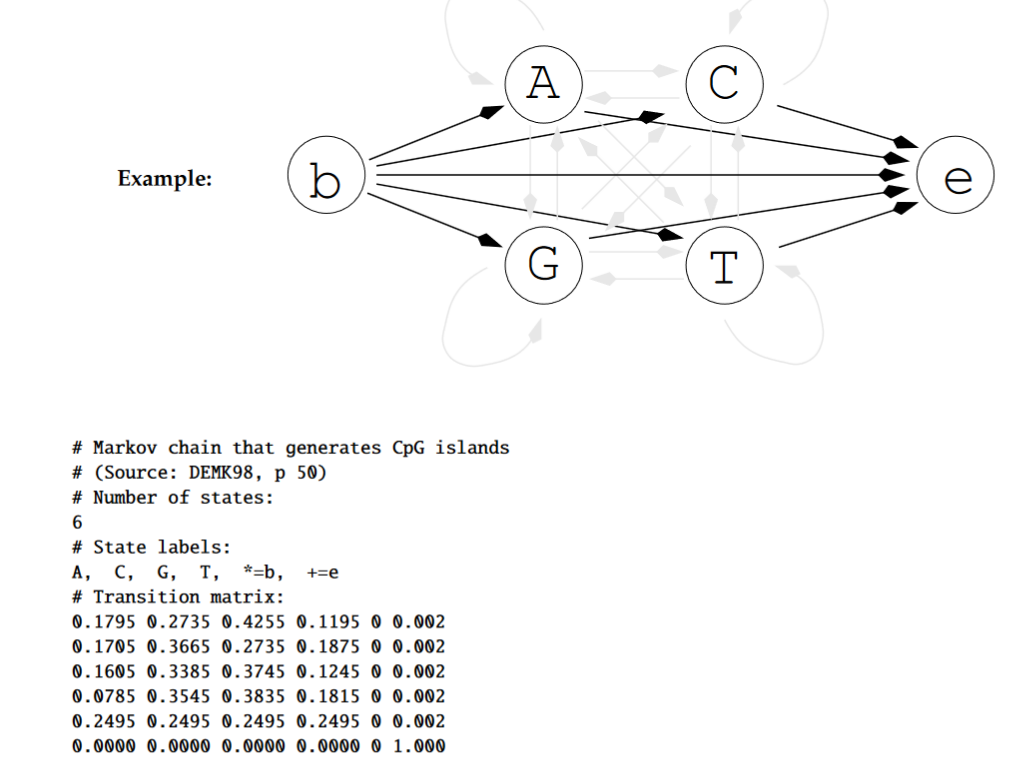 A C
Example: b e
G T
# Markov chain that generates CpG islands
# (Source: DEMK98, p 50)
# Number of states:
6
# State labels:
A, C, G, T, *=b, +=e
# Transition matrix:
0.1795 0.2735 0.4255 0.1195 0 0.002
0.1705 0.3665 0.2735 0.1875 0 0.002
0.1605 0.3385 0.3745 0.1245 0 0.002
0.0785 0.3545 0.3835 0.1815 0 0.002
0.2495 0.2495 0.2495 0.2495 0 0.002
0.0000 0.0000 0.0000 0.0000 0 1.000